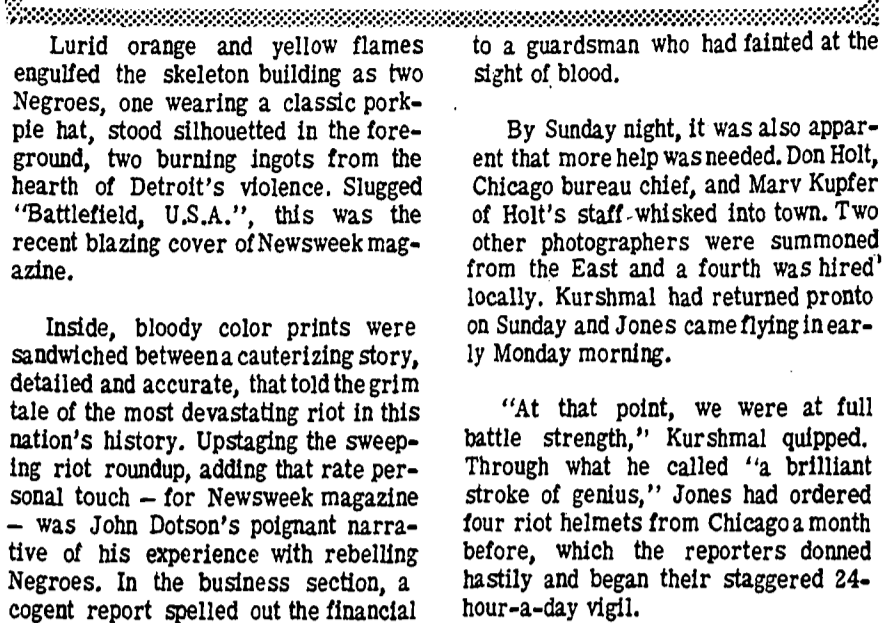 Lurid orange and yellow flames
engulfed the skeleton building as two
Negroes, one wearing a classic pork-
pie hat, stood silhouetted in the fore-
ground, two burning ingots from the
hearth of Detroit's violence. Slugged
"Battlefield, U.S.A.", this was the
recent blazing cover of Newsweek mag-
azine.
Inside, bloody color prints were
sandwiched between a cauterizing story,
detailed and accurate, that told the grim
tale of the most devastating riot in this
nation's history. Upstaging the sweep-
ing riot roundup, adding that rate per-
sonal touch — for Newsweek magazine
— was John Dotson's poignant narra-
tive of his experience with rebelling
Negroes. In the business section, a
cogent report spelled out the financial
to a guardsman who had fainted at the
sight of blood.
By Sunday night, it was also appar-
ent that more help was needed. Don Holt,
Chicago bureau chief, and Marv Kupfer
of Holt's staff whisked into town. Two
other photographers were summoned
from the East and a fourth was hired
locally. Kurshmal had returned pronto
on Sunday and Jones came flying in ear-
ly Monday morning.
"At that point, we were at full
battle strength," Kurshmal quipped.
Through what he called "a brilliant
stroke of genius," Jones had ordered
four riot helmets from Chicago a month
before, which the reporters donned
hastily and began their staggered 24-
hour-a-day vigil.